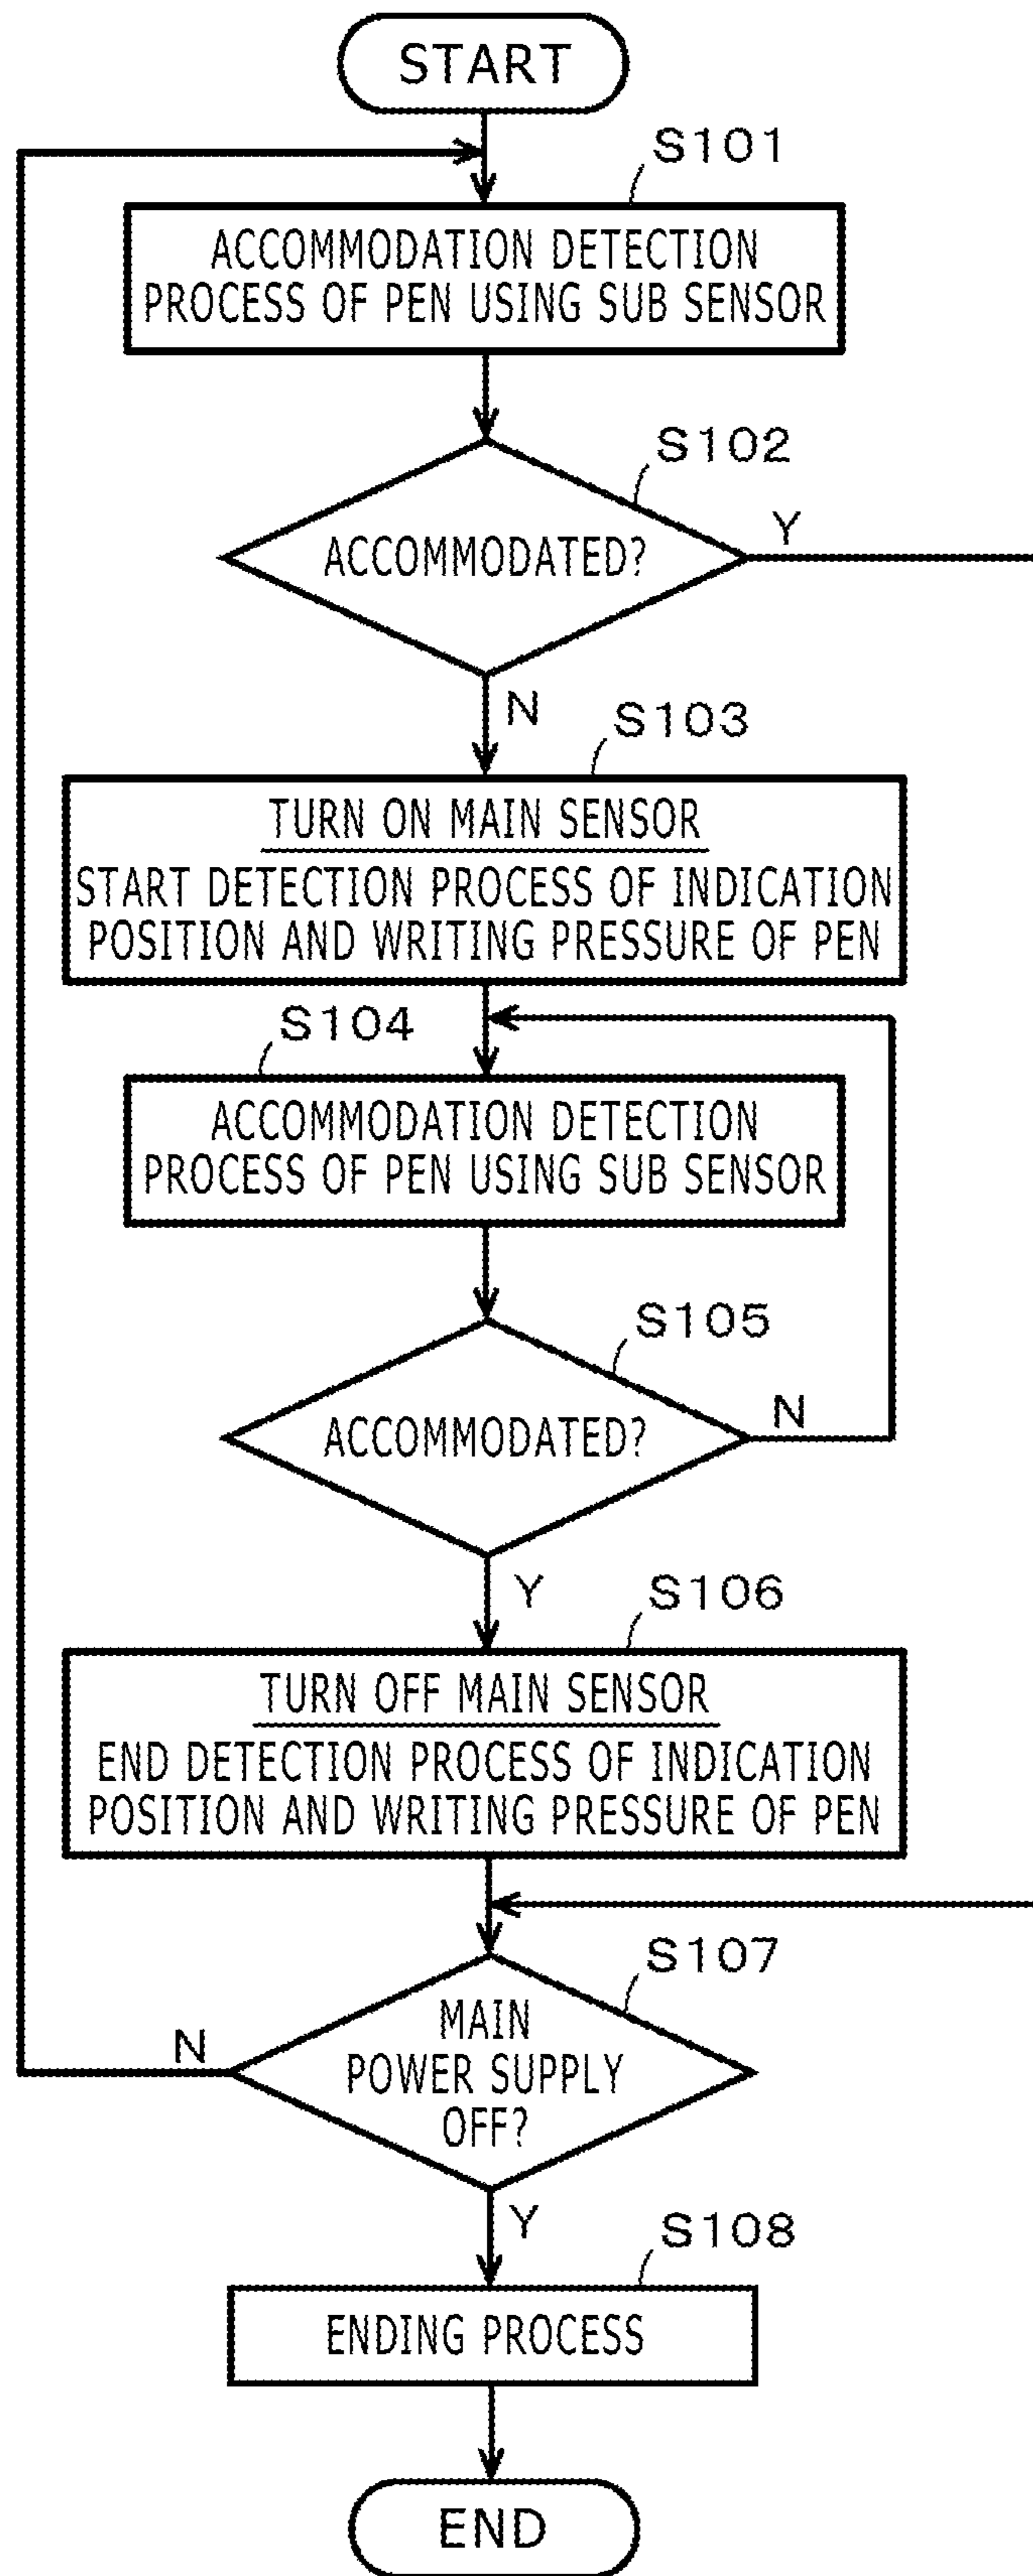 START
S101
ACCOMMODATION DETECTION
PROCESS OF PEN USING SUB SENSOR
S102
ACCOMMODATED?
Y
N
S103
TURN ON MAIN SENSOR
START DETECTION PROCESS OF INDICATION
POSITION AND WRITING PRESSURE OF PEN
S104
ACCOMMODATION DETECTION
PROCESS OF PEN USING SUB SENSOR
S105
ACCOMMODATED?
N
Y
S106
TURN OFF MAIN SENSOR
END DETECTION PROCESS OF INDICATION
POSITION AND WRITING PRESSURE OF PEN
S107
MAIN
POWER SUPPLY
OFF?
N
Y
S108
ENDING PROCESS
END